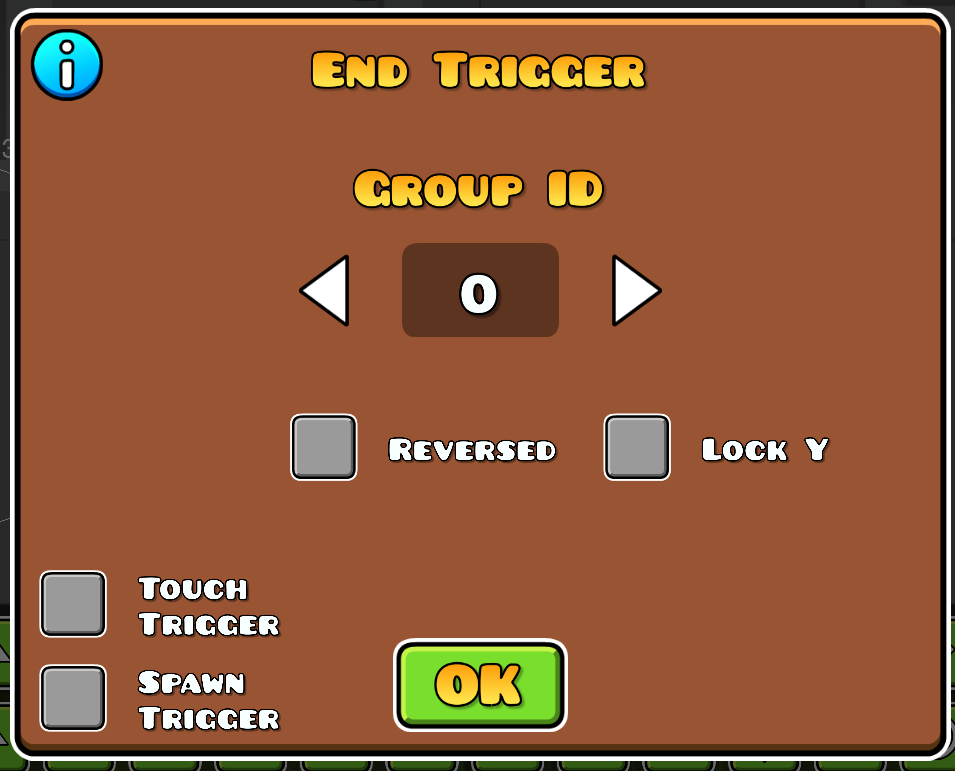 End Trigger
Group ID
0
Reversed
Lock Y
Touch
Trigger
Spawn
Trigger
OK